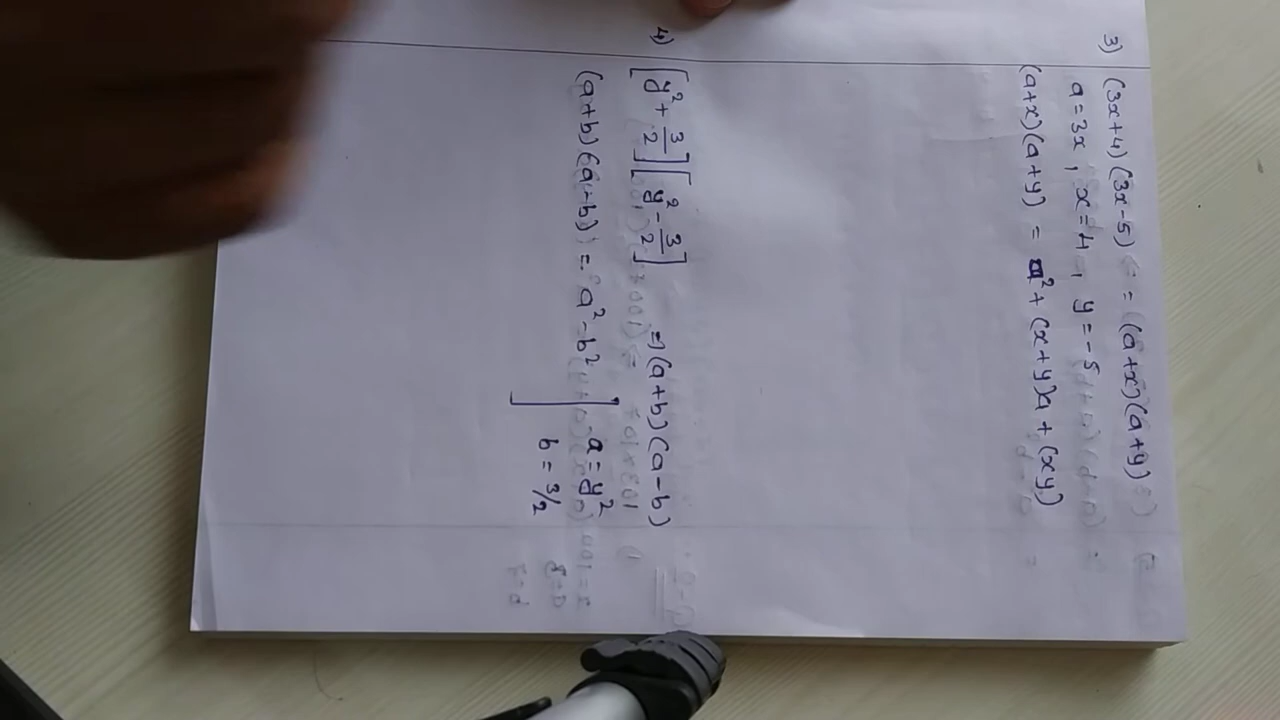 3) (3x+4) (3x-5) = (a+x)(a+y)
a=3x, x=4, y=-5
(a+x)(a+y) = a² + (x+y)a + (xy)
4) [y² + 3/2] [y² - 3/2] => (a+b) (a-b)
(a+b) (a-b) = a² - b²
a = y²
b = 3/2